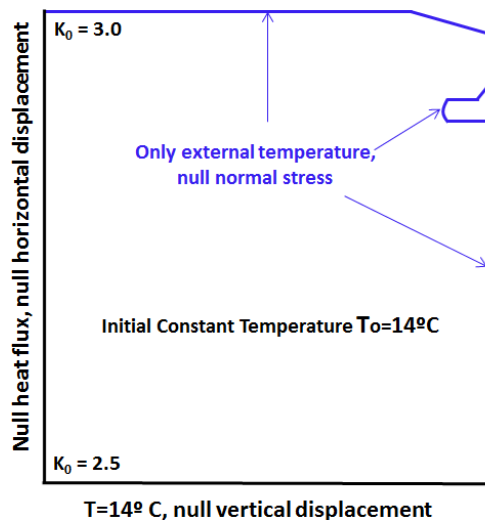 K₀ = 3.0
Null heat flux, null horizontal displacement
Only external temperature,
null normal stress
Initial Constant Temperature To=14ºC
K₀ = 2.5
T=14º C, null vertical displacement